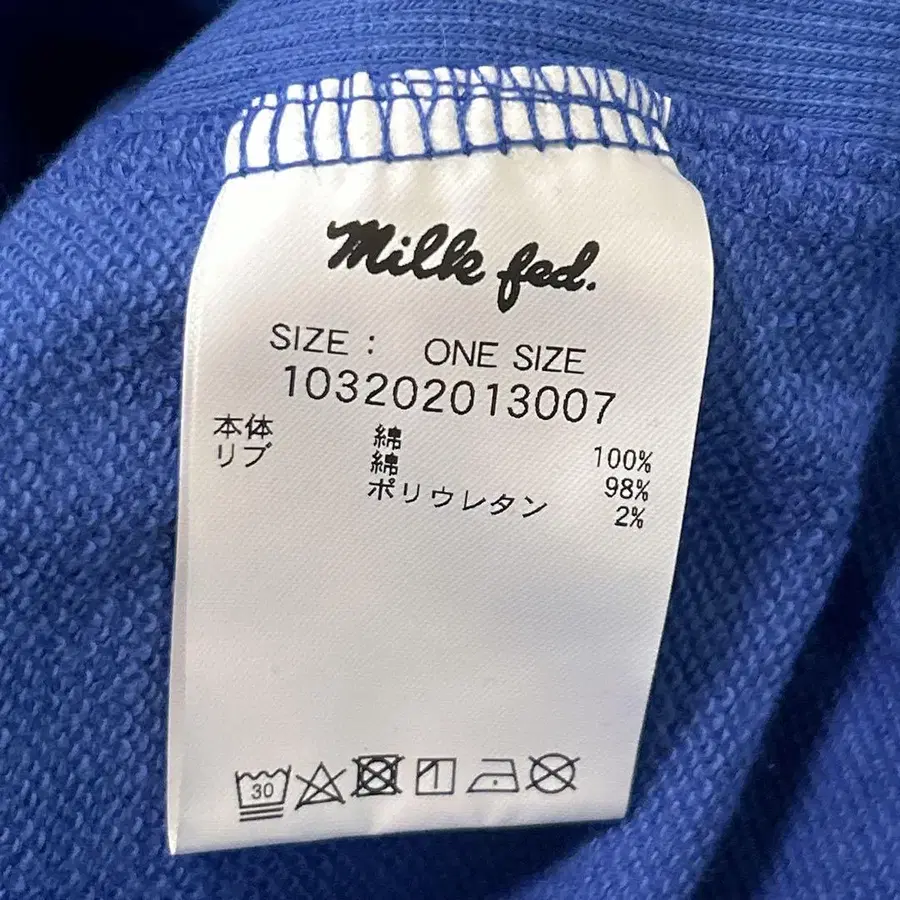 Milk fed.
SIZE : ONE SIZE
103202013007
本体 綿 100%
リブ 綿 98%
ポリウレタン 2%
30